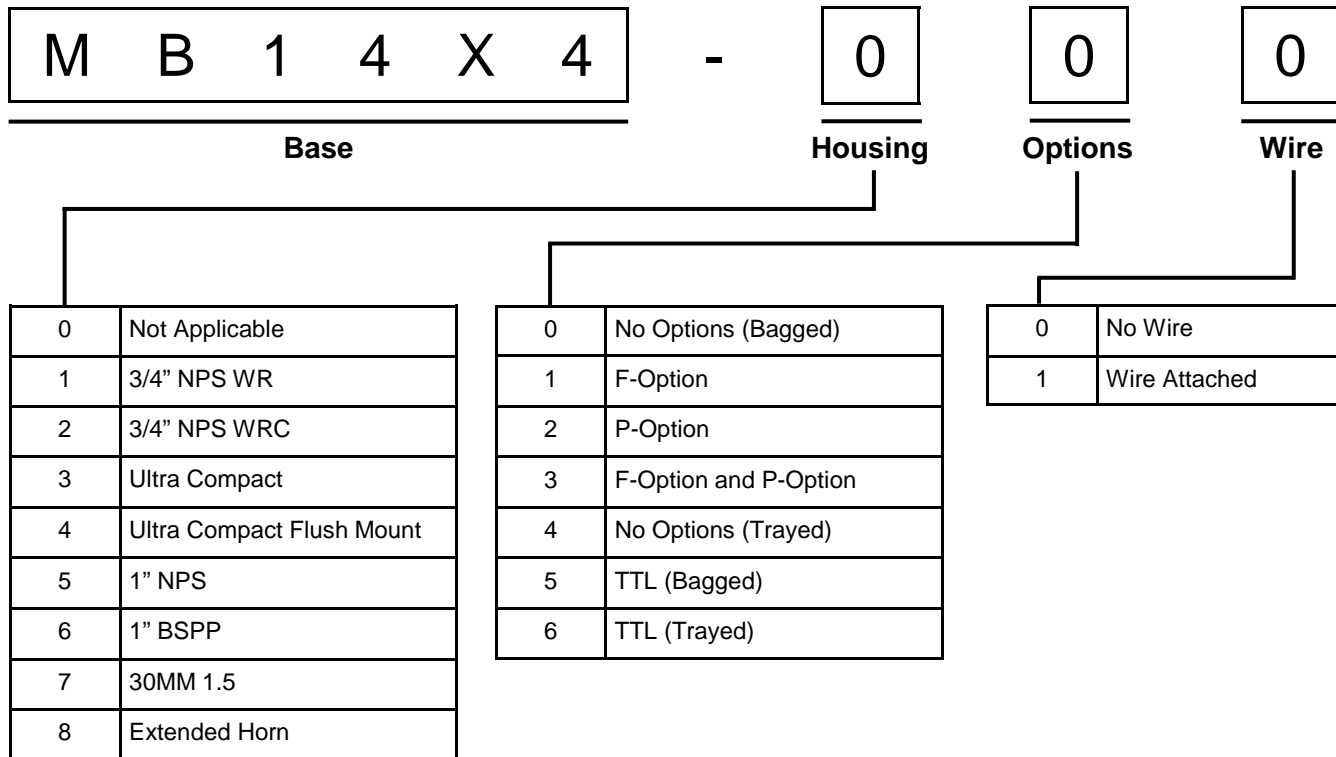 M B 1 4 X 4 - 0 0 0
Base Housing Options Wire
0 Not Applicable
1 3/4” NPS WR
2 3/4” NPS WRC
3 Ultra Compact
4 Ultra Compact Flush Mount
5 1” NPS
6 1” BSPP
7 30MM 1.5
8 Extended Horn
0 No Options (Bagged)
1 F-Option
2 P-Option
3 F-Option and P-Option
4 No Options (Trayed)
5 TTL (Bagged)
6 TTL (Trayed)
0 No Wire
1 Wire Attached